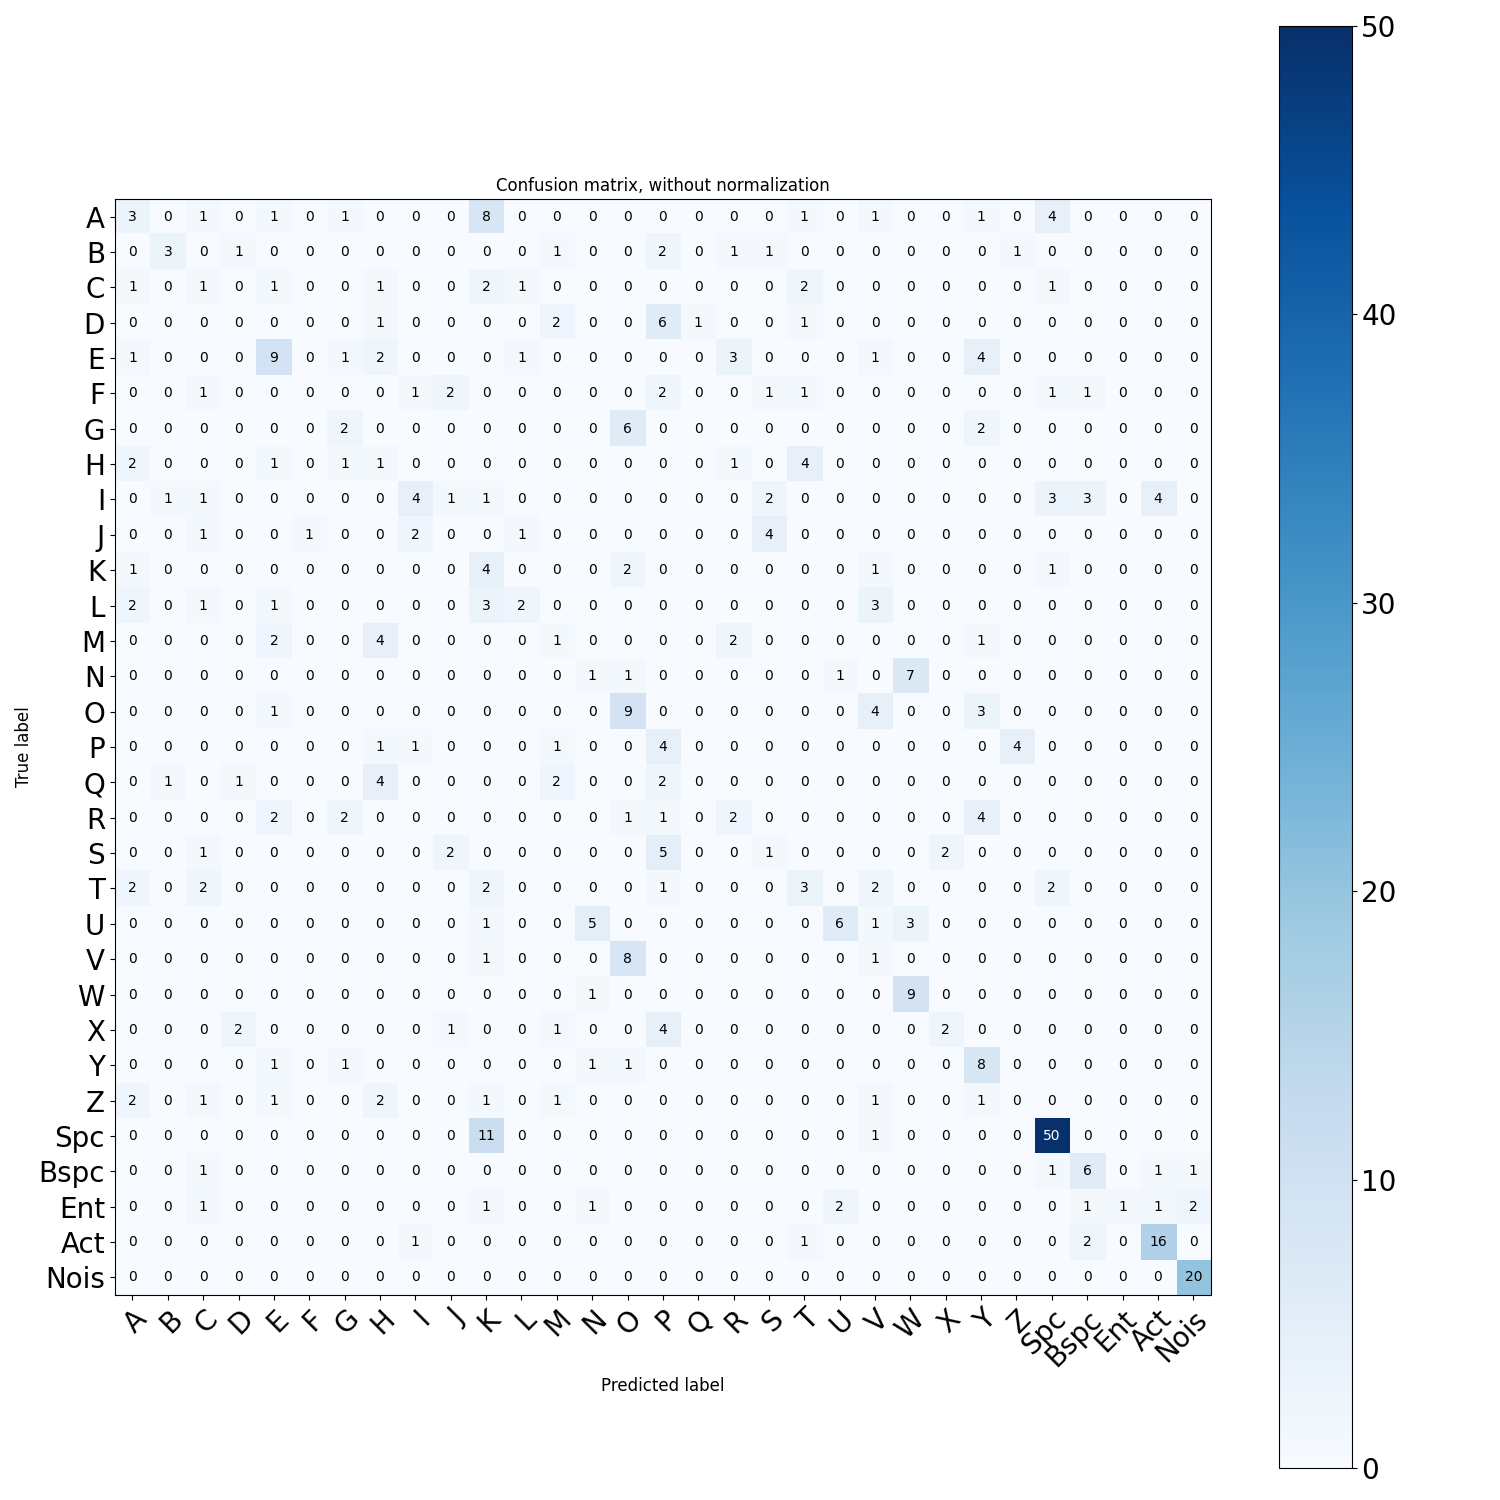 Confusion matrix, without normalization
A 3 0 1 0 1 0 1 0 0 0 8 0 0 0 0 0 0 0 0 1 0 1 0 0 1 0 4 0 0 0 0
B 0 3 0 1 0 0 0 0 0 0 0 0 1 0 0 2 0 1 1 0 0 0 0 0 0 1 0 0 0 0 0
C 1 0 1 0 1 0 0 1 0 0 2 1 0 0 0 0 0 0 0 2 0 0 0 0 0 0 1 0 0 0 0
D 0 0 0 0 0 0 0 1 0 0 0 0 2 0 0 6 1 0 0 1 0 0 0 0 0 0 0 0 0 0 0
E 1 0 0 0 9 0 1 2 0 0 0 1 0 0 0 0 0 3 0 0 0 1 0 0 4 0 0 0 0 0 0
F 0 0 1 0 0 0 0 0 1 2 0 0 0 0 0 2 0 0 1 1 0 0 0 0 0 0 1 1 0 0 0
G 0 0 0 0 0 0 2 0 0 0 0 0 0 0 6 0 0 0 0 0 0 0 0 0 2 0 0 0 0 0 0
H 2 0 0 0 1 0 1 1 0 0 0 0 0 0 0 0 0 1 0 4 0 0 0 0 0 0 0 0 0 0 0
I 0 1 1 0 0 0 0 0 4 1 1 0 0 0 0 0 0 0 2 0 0 0 0 0 0 0 3 3 0 4 0
J 0 0 1 0 0 1 0 0 2 0 0 1 0 0 0 0 0 0 4 0 0 0 0 0 0 0 0 0 0 0 0
K 1 0 0 0 0 0 0 0 0 0 4 0 0 0 2 0 0 0 0 0 0 1 0 0 0 0 1 0 0 0 0
L 2 0 1 0 1 0 0 0 0 0 3 2 0 0 0 0 0 0 0 0 0 3 0 0 0 0 0 0 0 0 0
M 0 0 0 0 2 0 0 4 0 0 0 0 1 0 0 0 0 2 0 0 0 0 0 0 1 0 0 0 0 0 0
N 0 0 0 0 0 0 0 0 0 0 0 0 0 1 1 0 0 0 0 0 1 0 7 0 0 0 0 0 0 0 0
O 0 0 0 0 1 0 0 0 0 0 0 0 0 0 9 0 0 0 0 0 0 4 0 0 3 0 0 0 0 0 0
P 0 0 0 0 0 0 0 1 1 0 0 0 1 0 0 4 0 0 0 0 0 0 0 0 0 4 0 0 0 0 0
Q 0 1 0 1 0 0 0 4 0 0 0 0 2 0 0 2 0 0 0 0 0 0 0 0 0 0 0 0 0 0 0
R 0 0 0 0 2 0 2 0 0 0 0 0 0 0 1 1 0 2 0 0 0 0 0 0 4 0 0 0 0 0 0
S 0 0 1 0 0 0 0 0 0 2 0 0 0 0 0 5 0 0 1 0 0 0 0 2 0 0 0 0 0 0 0
T 2 0 2 0 0 0 0 0 0 0 2 0 0 0 0 1 0 0 0 3 0 2 0 0 0 0 2 0 0 0 0
U 0 0 0 0 0 0 0 0 0 0 1 0 0 5 0 0 0 0 0 0 6 1 3 0 0 0 0 0 0 0 0
V 0 0 0 0 0 0 0 0 0 0 1 0 0 0 8 0 0 0 0 0 0 1 0 0 0 0 0 0 0 0 0
W 0 0 0 0 0 0 0 0 0 0 0 0 0 1 0 0 0 0 0 0 0 0 9 0 0 0 0 0 0 0 0
X 0 0 0 2 0 0 0 0 0 1 0 0 1 0 0 4 0 0 0 0 0 0 0 2 0 0 0 0 0 0 0
Y 0 0 0 0 1 0 1 0 0 0 0 0 0 1 1 0 0 0 0 0 0 0 0 0 8 0 0 0 0 0 0
Z 2 0 1 0 1 0 0 2 0 0 1 0 1 0 0 0 0 0 0 0 0 1 0 0 1 0 0 0 0 0 0
Spc 0 0 0 0 0 0 0 0 0 0 11 0 0 0 0 0 0 0 0 0 0 1 0 0 0 0 50 0 0 0 0
Bspc 0 0 1 0 0 0 0 0 0 0 0 0 0 0 0 0 0 0 0 0 0 0 0 0 0 0 1 6 0 1 1
Ent 0 0 1 0 0 0 0 0 0 0 1 0 0 1 0 0 0 0 0 0 2 0 0 0 0 0 0 1 1 1 2
Act 0 0 0 0 0 0 0 0 1 0 0 0 0 0 0 0 0 0 0 1 0 0 0 0 0 0 0 2 0 16 0
Nois 0 0 0 0 0 0 0 0 0 0 0 0 0 0 0 0 0 0 0 0 0 0 0 0 0 0 0 0 0 0 20
A B C D E F G H I J K L M N O P Q R S T U V W X Y Z Spc Bspc Ent Act Nois
Predicted label
True label
50
40
30
20
10
0